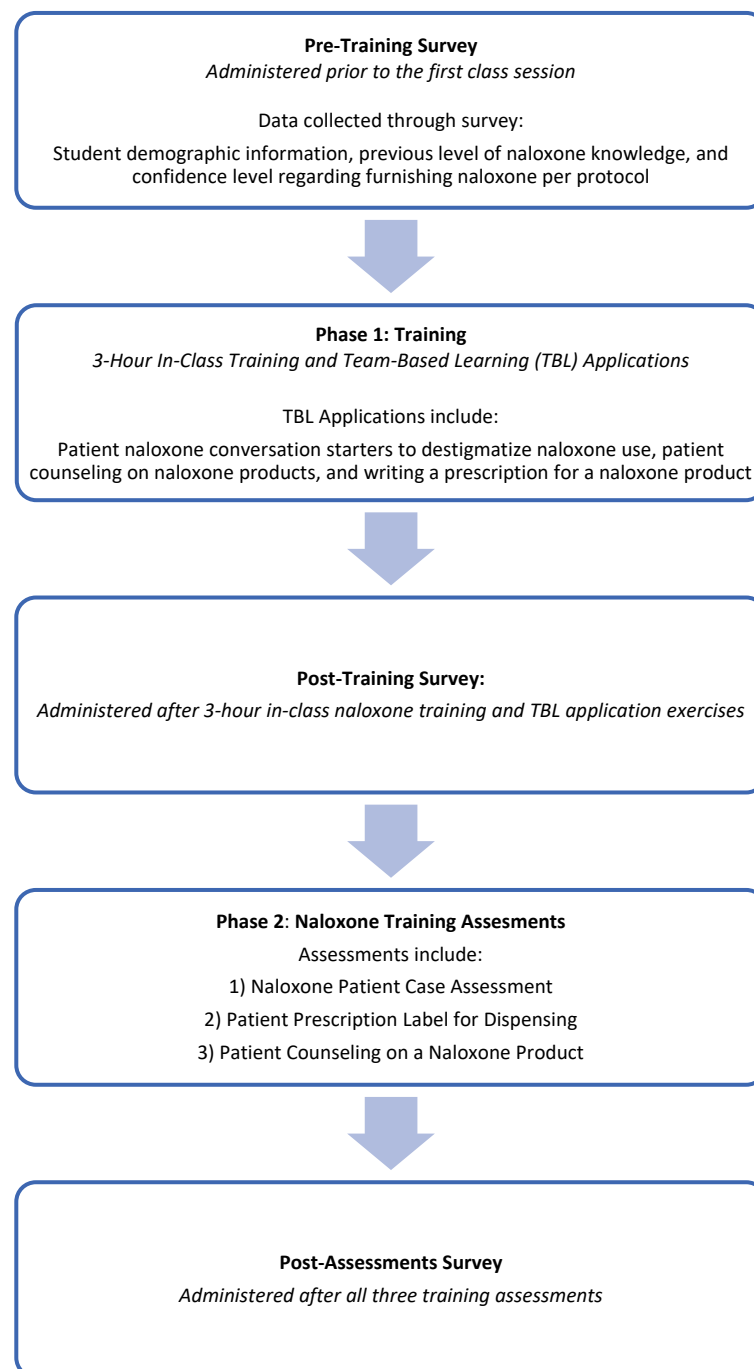 Pre-Training Survey
Administered prior to the first class session
Data collected through survey:
Student demographic information, previous level of naloxone knowledge, and
confidence level regarding furnishing naloxone per protocol
Phase 1: Training
3-Hour In-Class Training and Team-Based Learning (TBL) Applications
TBL Applications include:
Patient naloxone conversation starters to destigmatize naloxone use, patient
counseling on naloxone products, and writing a prescription for a naloxone product
Post-Training Survey:
Administered after 3-hour in-class naloxone training and TBL application exercises
Phase 2: Naloxone Training Assesments
Assessments include:
1) Naloxone Patient Case Assessment
2) Patient Prescription Label for Dispensing
3) Patient Counseling on a Naloxone Product
Post-Assessments Survey
Administered after all three training assessments